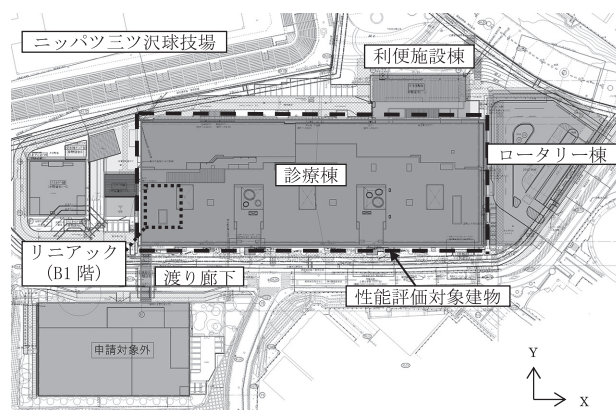 ニッパツ三ツ沢球技場
利便施設棟
ロータリー棟
診療棟
リニアック
(B1 階)
渡り廊下
性能評価対象建物
申請対象外
Y
X